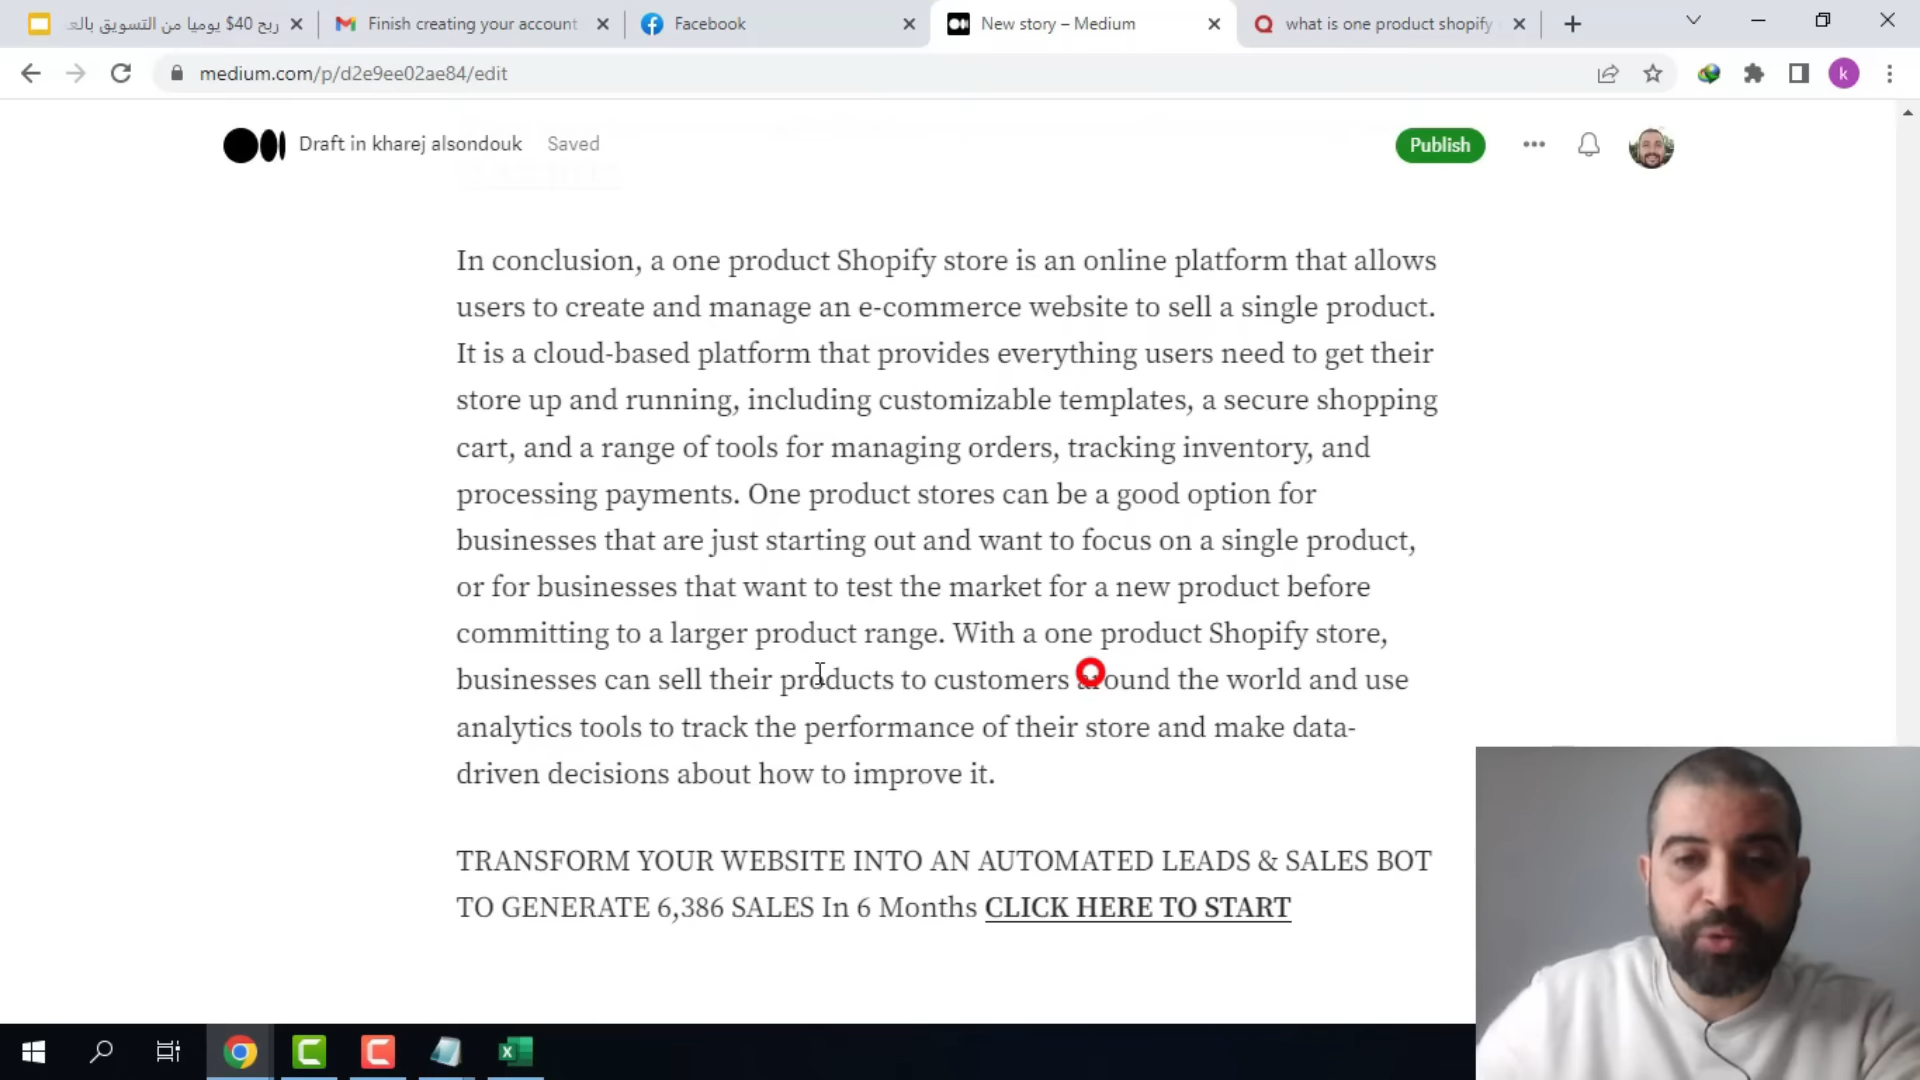 ربح 40$ يوميا من التسويق بالع
Finish creating your account
Facebook
New story – Medium
what is one product shopify
medium.com/p/d2e9ee02ae84/edit
k
Draft in kharej alsondouk
Saved
Publish
In conclusion, a one product Shopify store is an online platform that allows
users to create and manage an e-commerce website to sell a single product.
It is a cloud-based platform that provides everything users need to get their
store up and running, including customizable templates, a secure shopping
cart, and a range of tools for managing orders, tracking inventory, and
processing payments. One product stores can be a good option for
businesses that are just starting out and want to focus on a single product,
or for businesses that want to test the market for a new product before
committing to a larger product range. With a one product Shopify store,
businesses can sell their products to customers around the world and use
analytics tools to track the performance of their store and make data-
driven decisions about how to improve it.
TRANSFORM YOUR WEBSITE INTO AN AUTOMATED LEADS & SALES BOT
TO GENERATE 6,386 SALES In 6 Months CLICK HERE TO START